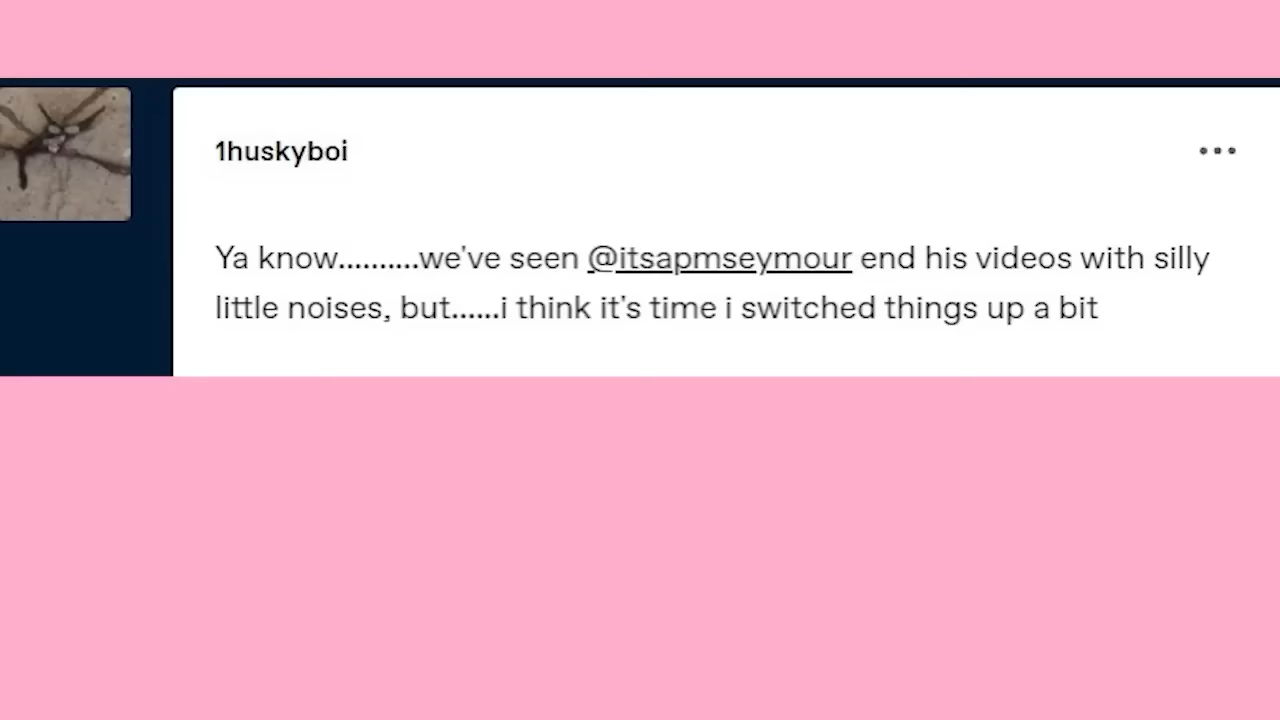 1huskyboi
Ya know..........we've seen @itsapmseymour end his videos with silly
little noises, but......i think it's time i switched things up a bit